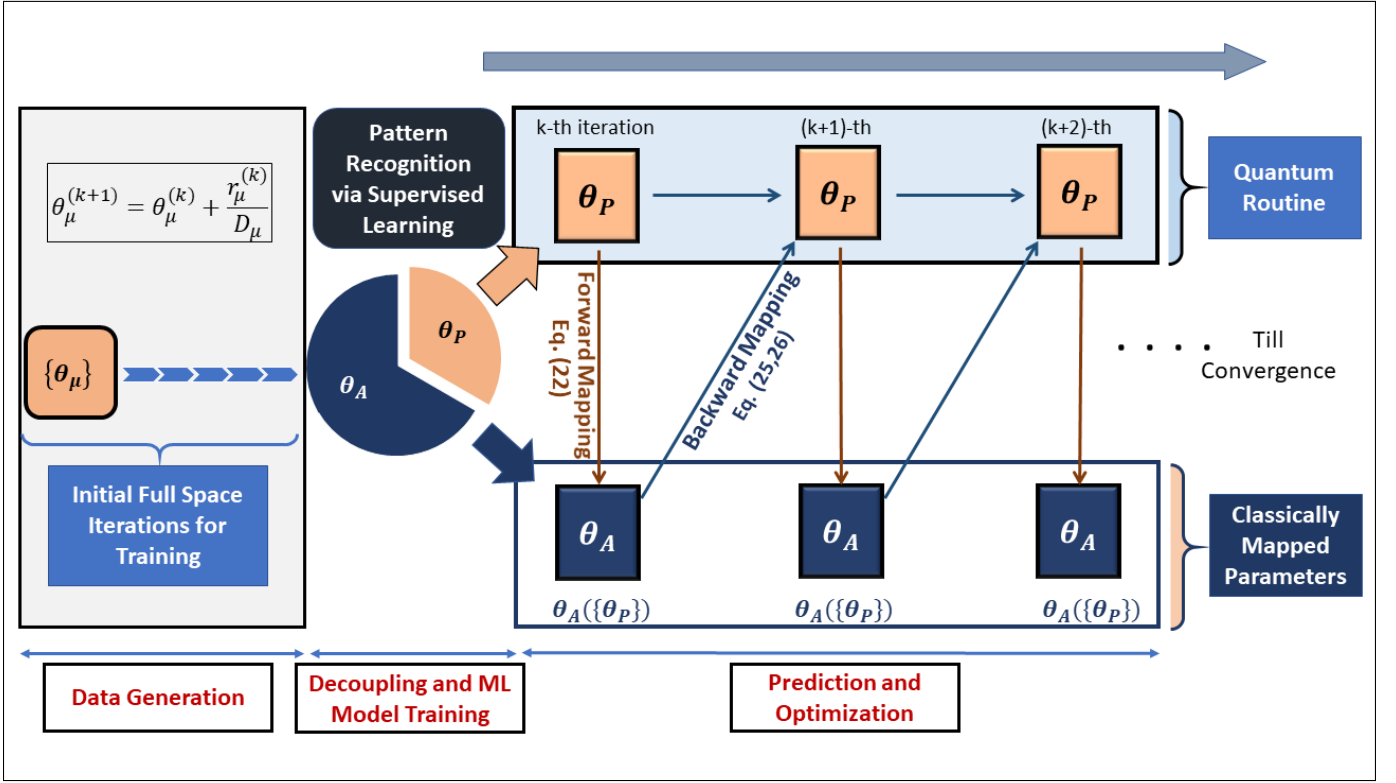 θ_μ^(k+1) = θ_μ^(k) + r_μ^(k) / D_μ
{θ_μ}
Initial Full Space
Iterations for
Training
Data Generation
Pattern
Recognition
via Supervised
Learning
θ_P
θ_A
Decoupling and ML
Model Training
k-th iteration
(k+1)-th
(k+2)-th
θ_P
θ_P
θ_P
Forward Mapping
Eq. (22)
Backward Mapping
Eq. (25,26)
θ_A
θ_A
θ_A
θ_A({θ_P})
θ_A({θ_P})
θ_A({θ_P})
Prediction and
Optimization
Quantum
Routine
. . . . Till
Convergence
Classically
Mapped
Parameters